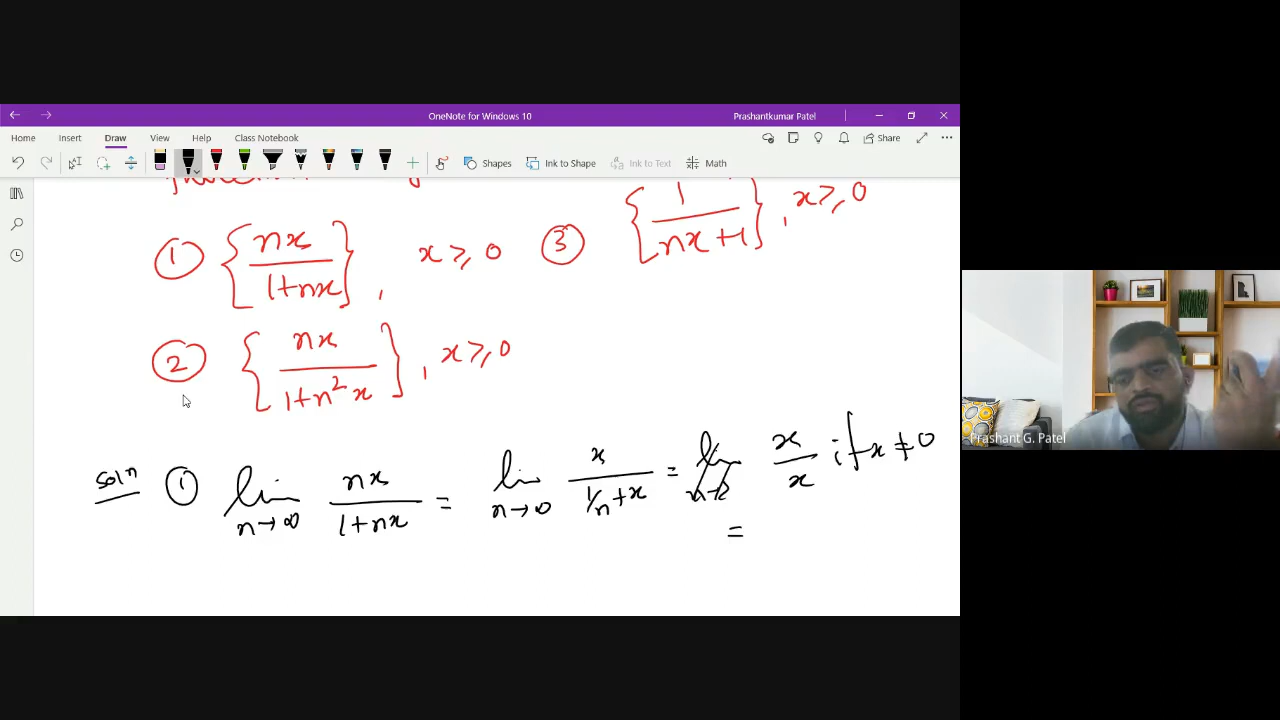 OneNote for Windows 10
Prashantkumar Patel
Home Insert Draw View Help Class Notebook
Share
Shapes Ink to Shape Ink to Text Math
① { nx / 1+nx }, x ≥ 0
③ { 1 / nx+1 }, x ≥ 0
② { nx / 1+n²x }, x ≥ 0
Soln ① lim n→∞ nx / 1+nx = lim n→∞ x / 1/n + x = x / x if x ≠ 0
=
Prashant G. Patel